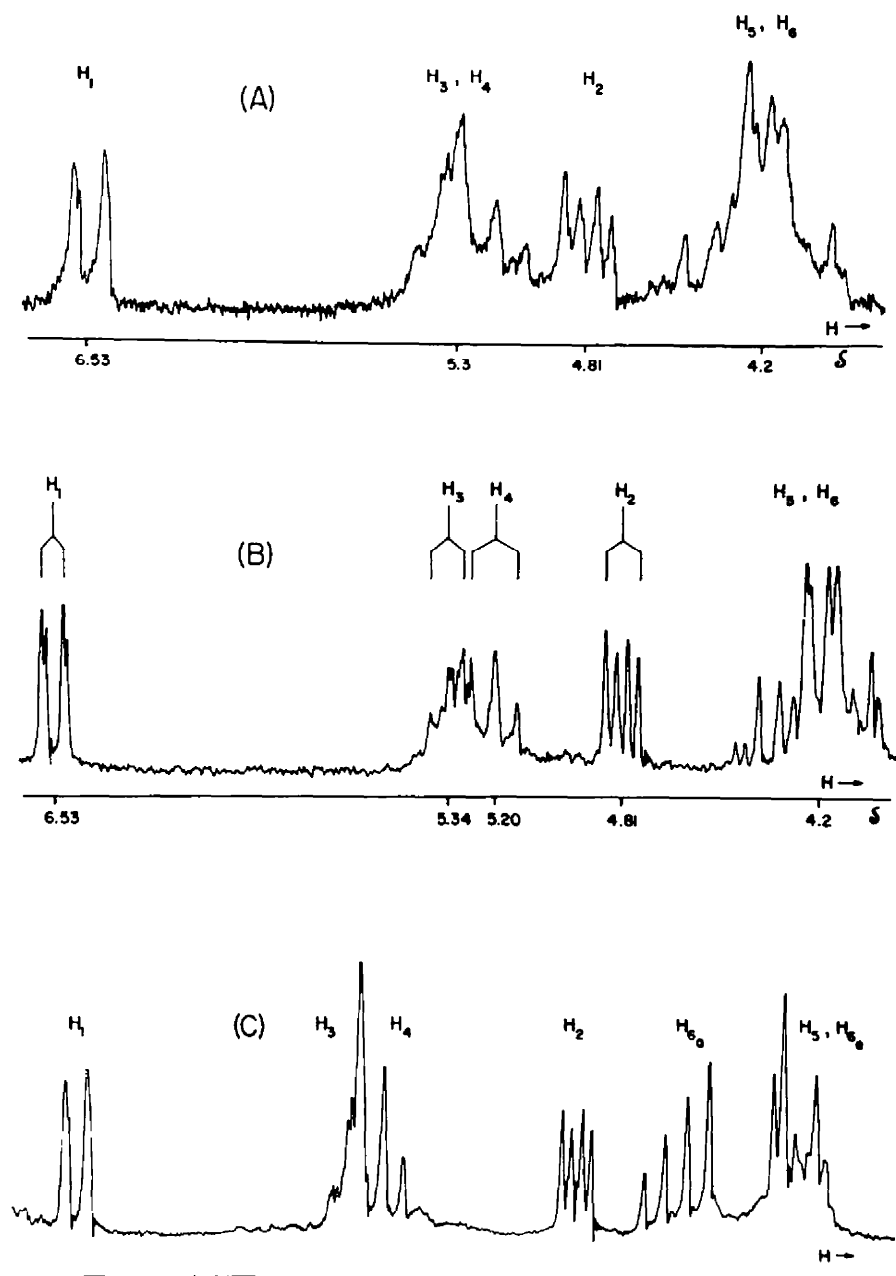 H₅, H₆
H₁
(A)
H₃, H₄
H₂
H →
6.53
5.3
4.81
4.2
δ
H₁
(B)
H₃
H₄
H₂
H₅, H₆
H →
6.53
5.34
5.20
4.81
4.2
δ
H₁
(C)
H₃
H₄
H₂
H₆ₐ
H₅, H₆ₑ
H →